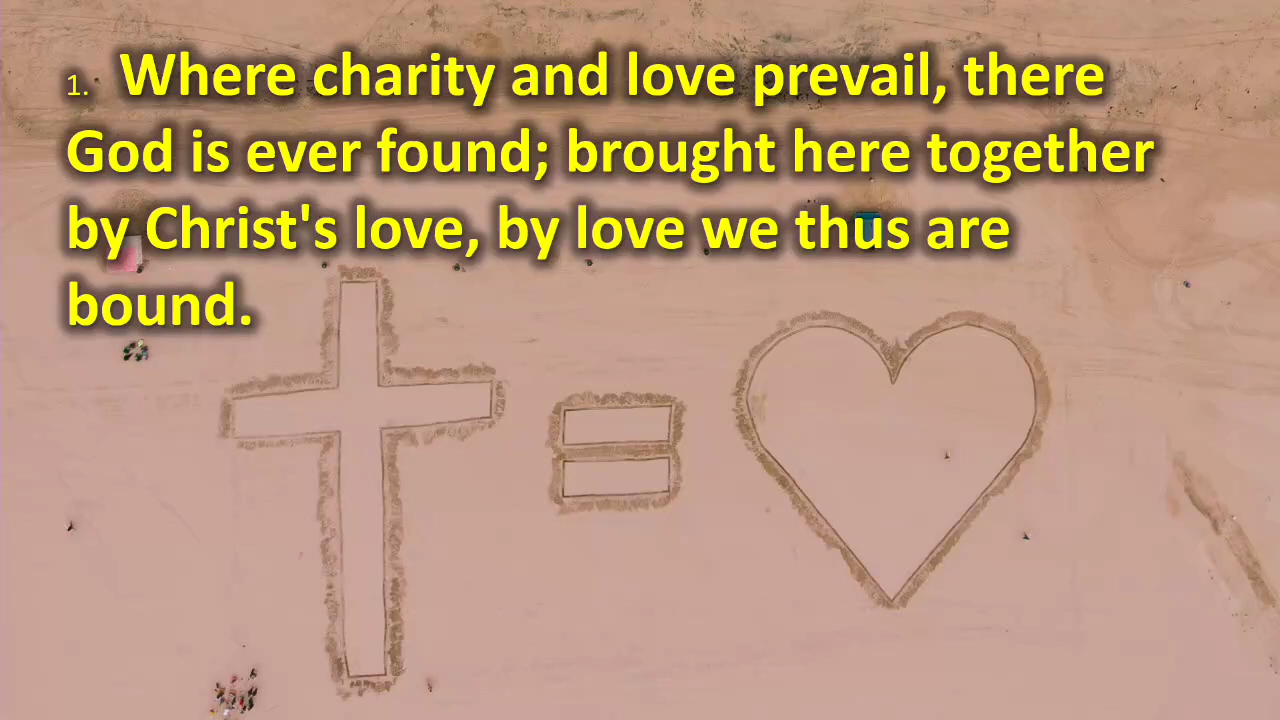 1. Where charity and love prevail, there
God is ever found; brought here together
by Christ's love, by love we thus are
bound.